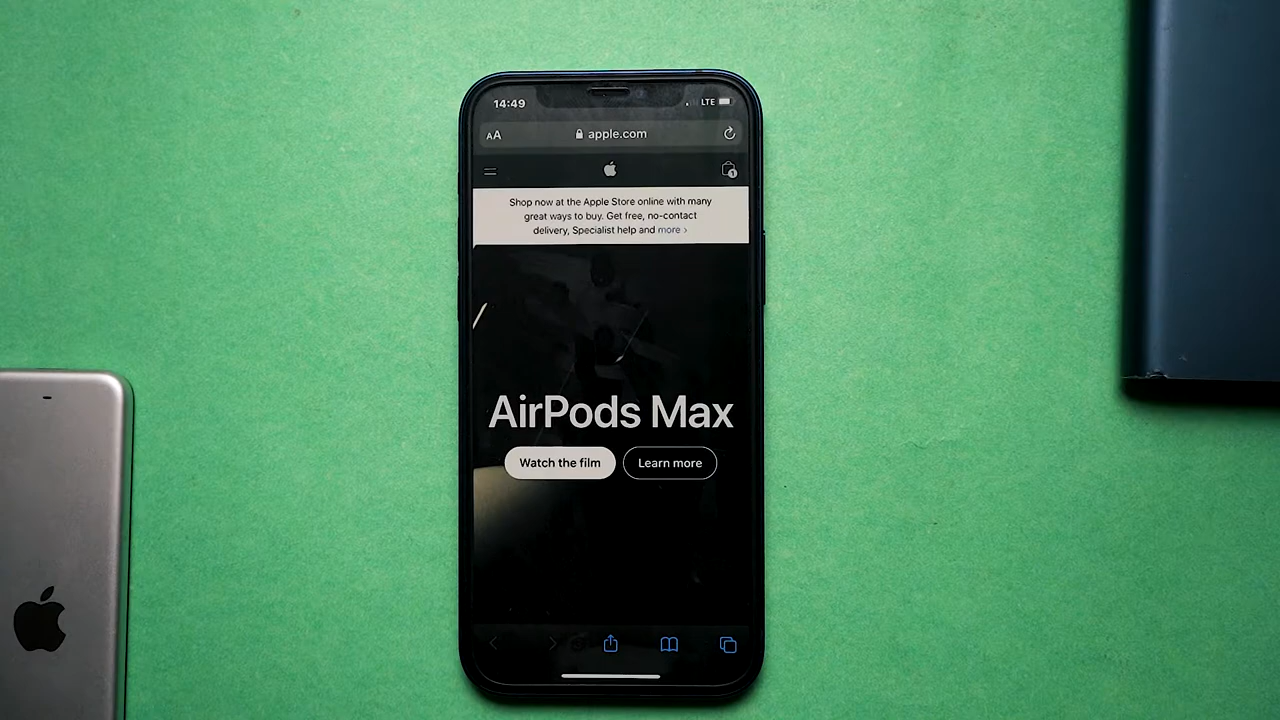 14:49
LTE
AA
apple.com
1
Shop now at the Apple Store online with many
great ways to buy. Get free, no-contact
delivery, Specialist help and more >
AirPods Max
Watch the film
Learn more